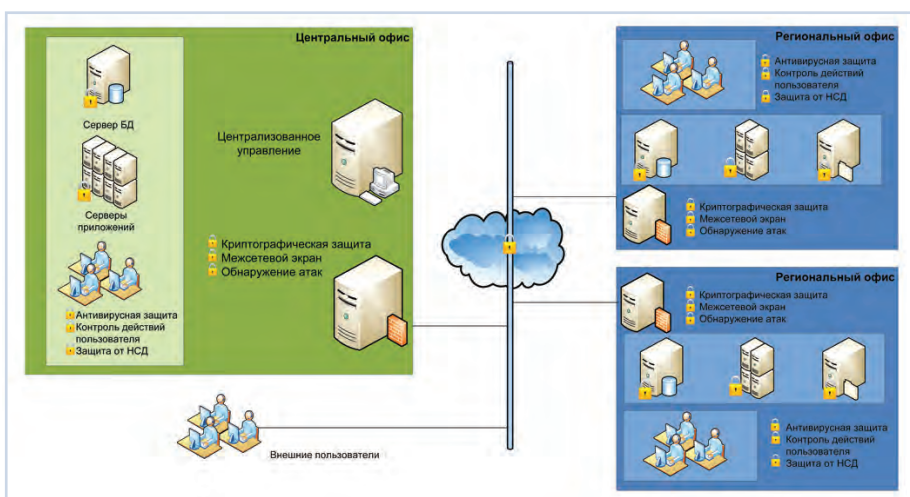 Центральный офис
Сервер БД
Серверы
приложений
Антивирусная защита
Контроль действий
пользователя
Защита от НСД
Централизованное
управление
Криптографическая защита
Межсетевой экран
Обнаружение атак
Внешние пользователи
Региональный офис
Антивирусная защита
Контроль действий
пользователя
Защита от НСД
Криптографическая защита
Межсетевой экран
Обнаружение атак
Региональный офис
Криптографическая защита
Межсетевой экран
Обнаружение атак
Антивирусная защита
Контроль действий
пользователя
Защита от НСД